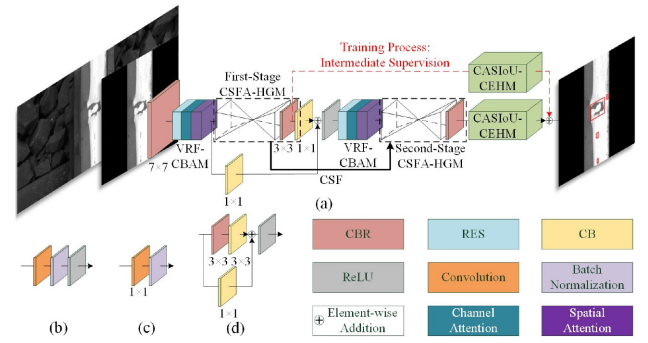 Training Process:
Intermediate Supervision
CASIoU-
CEHM
First-Stage
CSFA-HGM
7×7
VRF-
CBAM
3×3
1×1
VRF-
CBAM
Second-Stage
CSFA-HGM
CASIoU-
CEHM
CSF
1×1
(a)
3×3
3×3
1×1
1×1
(b)
(c)
(d)
CBR
RES
CB
ReLU
Convolution
Batch
Normalization
Element-wise
Addition
Channel
Attention
Spatial
Attention